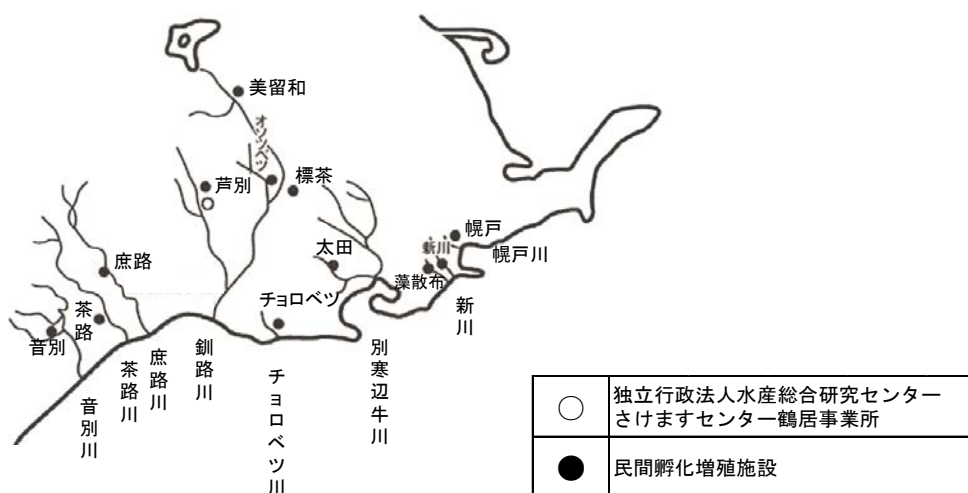 美留和
オソツベツ
芦別
標茶
幌戸
新川
幌戸川
太田
庶路
藻散布
チョロベツ
茶路
音別
新川
釧路川
別寒辺牛川
庶路川
茶路川
チョロベツ川
音別川
独立行政法人水産総合研究センター
さけますセンター鶴居事業所
民間孵化増殖施設